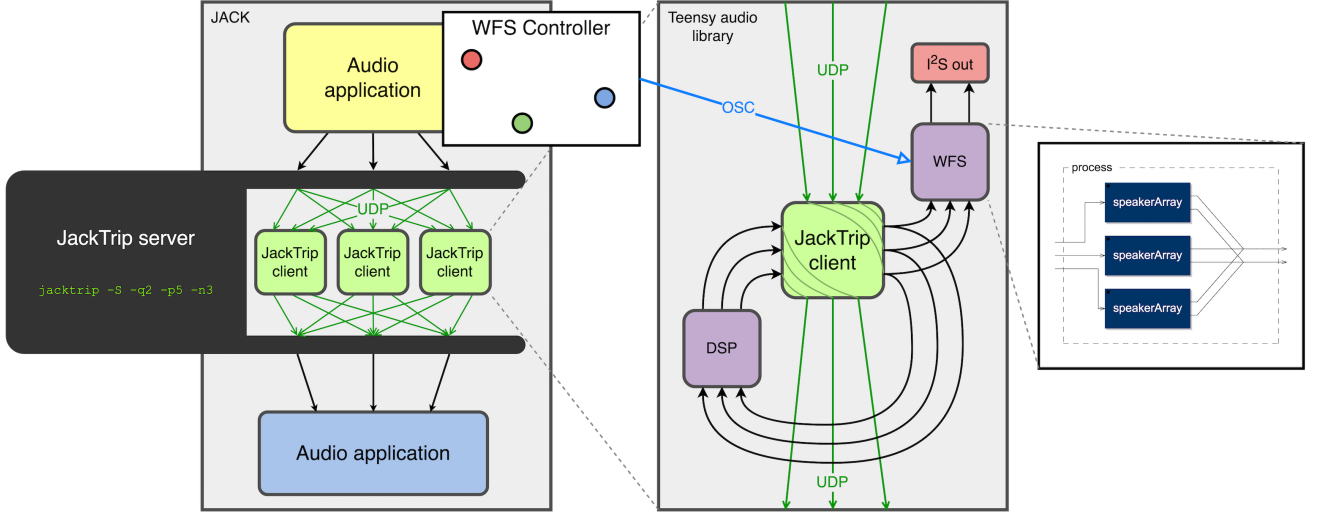 JACK
Audio
application
WFS Controller
JackTrip server
jacktrip -S -q2 -p5 -n3
UDP
JackTrip
client
JackTrip
client
JackTrip
client
Audio application
Teensy audio
library
UDP
OSC
I²S out
WFS
JackTrip
client
DSP
UDP
process
speakerArray
speakerArray
speakerArray